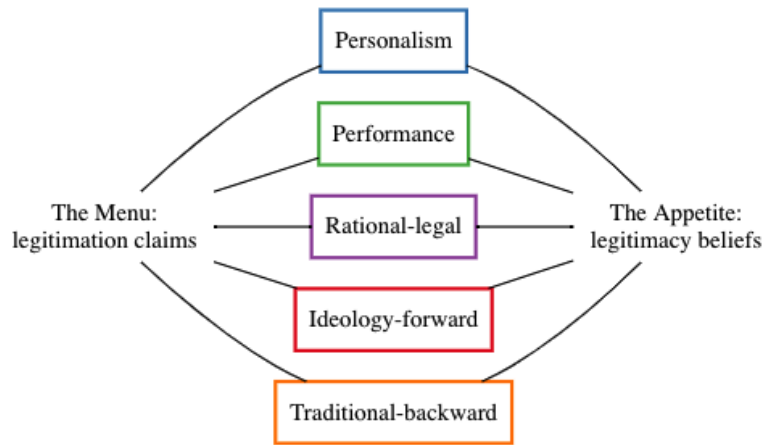 Personalism
Performance
The Menu:
legitimation claims
Rational-legal
The Appetite:
legitimacy beliefs
Ideology-forward
Traditional-backward